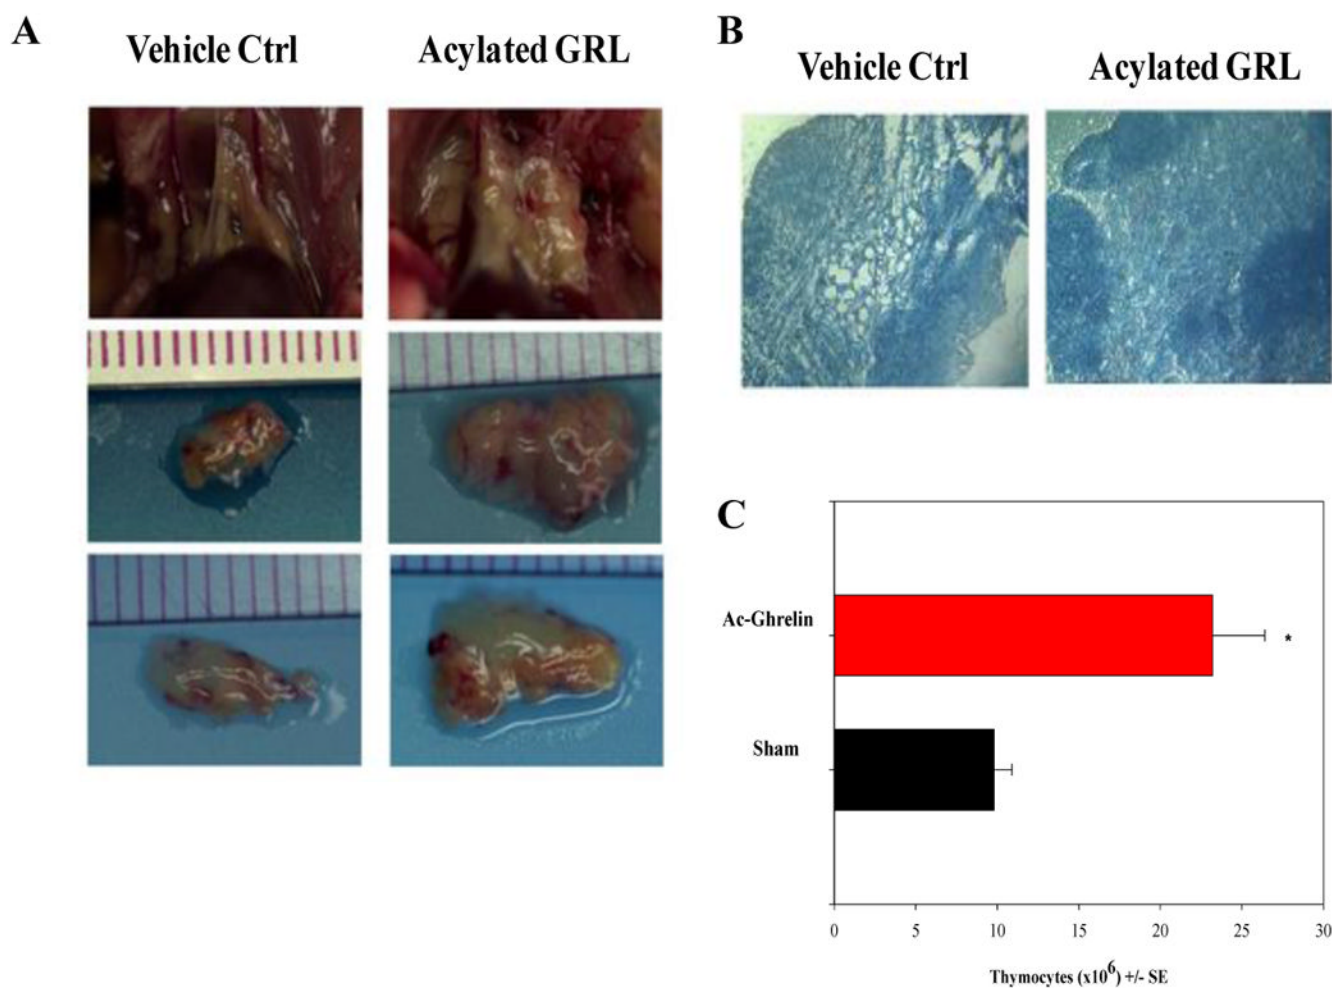 A
Vehicle Ctrl
Acylated GRL
B
Vehicle Ctrl
Acylated GRL
C
Ac-Ghrelin
*
Sham
0 5 10 15 20 25 30
Thymocytes (x10^6) +/- SE